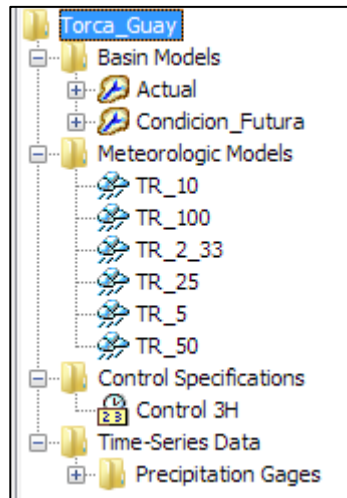 Torca_Guay
Basin Models
Actual
Condicion_Futura
Meteorologic Models
TR_10
TR_100
TR_2_33
TR_25
TR_5
TR_50
Control Specifications
Control 3H
Time-Series Data
Precipitation Gages